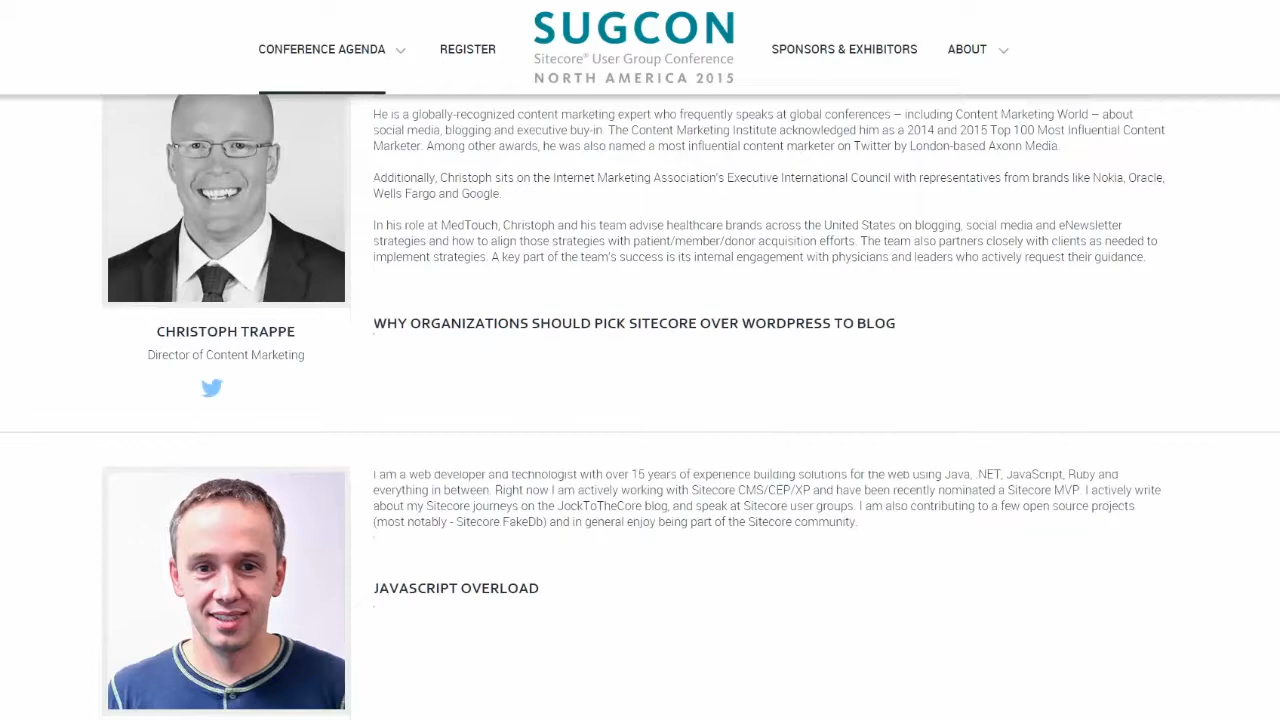 SUGCON
Sitecore® User Group Conference
NORTH AMERICA 2015
CONFERENCE AGENDA
REGISTER
SPONSORS & EXHIBITORS
ABOUT
He is a globally-recognized content marketing expert who frequently speaks at global conferences – including Content Marketing World – about
social media, blogging and executive buy-in. The Content Marketing Institute acknowledged him as a 2014 and 2015 Top 100 Most Influential Content
Marketer. Among other awards, he was also named a most influential content marketer on Twitter by London-based Axonn Media.
Additionally, Christoph sits on the Internet Marketing Association's Executive International Council with representatives from brands like Nokia, Oracle,
Wells Fargo and Google.
In his role at MedTouch, Christoph and his team advise healthcare brands across the United States on blogging, social media and eNewsletter
strategies and how to align those strategies with patient/member/donor acquisition efforts. The team also partners closely with clients as needed to
implement strategies. A key part of the team's success is its internal engagement with physicians and leaders who actively request their guidance.
WHY ORGANIZATIONS SHOULD PICK SITECORE OVER WORDPRESS TO BLOG
CHRISTOPH TRAPPE
Director of Content Marketing
I am a web developer and technologist with over 15 years of experience building solutions for the web using Java, .NET, JavaScript, Ruby and
everything in between. Right now I am actively working with Sitecore CMS/CEP/XP and have been recently nominated a Sitecore MVP. I actively write
about my Sitecore journeys on the JockToTheCore blog, and speak at Sitecore user groups. I am also contributing to a few open source projects
(most notably - Sitecore FakeDb) and in general enjoy being part of the Sitecore community.
JAVASCRIPT OVERLOAD